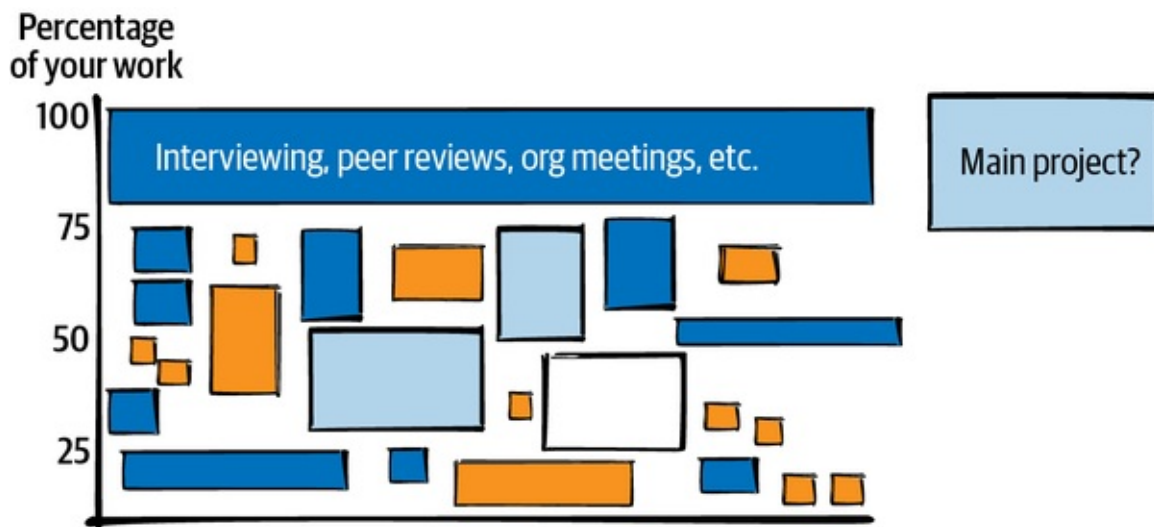 Percentage
of your work
100
Interviewing, peer reviews, org meetings, etc.
Main project?
75
50
25